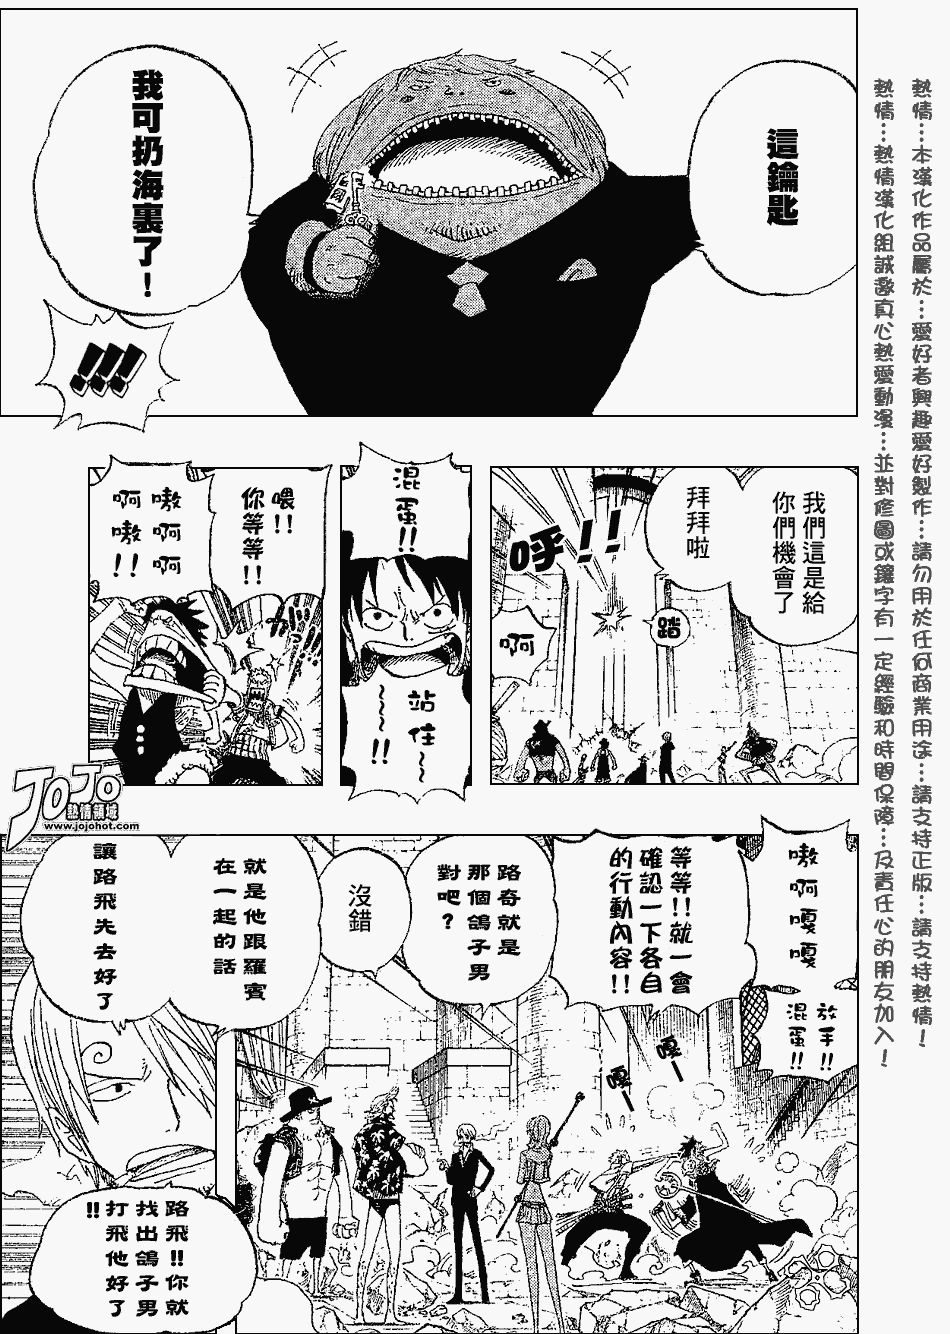 這鑰匙
我可扔海裏了！
!!!
我們這是給
你們機會了
拜拜啦
呼!!
踏
啊
混蛋!!
站住~~~!!
喂!!
你等等!!
嗷啊啊
啊嗷!!
嗷啊嘎嘎
放手!!
混蛋!!
等等!!就一會
確認一下各自
的行動內容!!
路奇就是
那個鴿子男
對吧？
沒錯
就是他跟羅賓
在一起的話
讓路飛先去好了
嘎
嘎
路飛!!你就
找出鴿子男
打飛他好了
!!
JOJO
熱情領域
www.jojohot.com
熱情…本漢化作品屬於…愛好者興趣愛好製作…請勿用於任何商業用途…請支持正版…請支持熱情！
熱情…熱情漢化組誠邀真心熱愛動漫…並對修圖或鑲字有一定經驗和時間保障…及責任心的朋友加入！